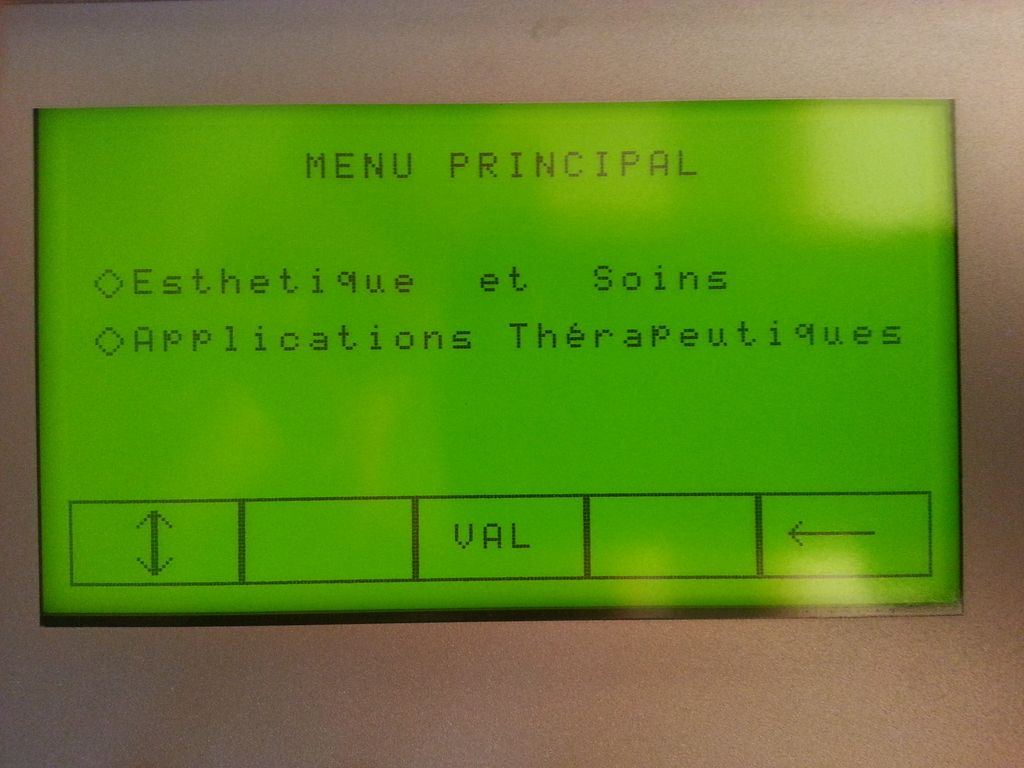 MENU PRINCIPAL
Esthetique et Soins
Applications Thérapeutiques
VAL